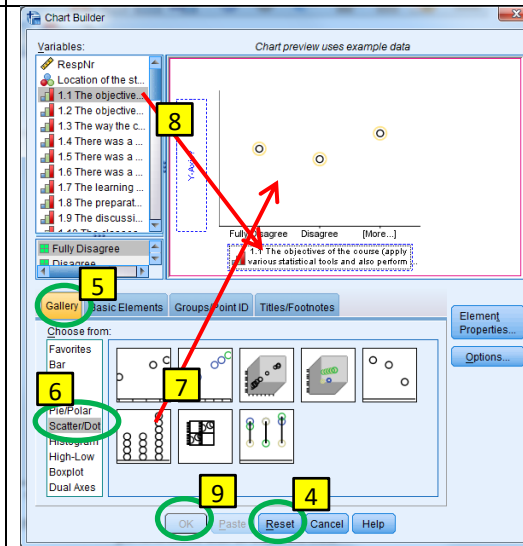 Chart Builder
Variables:
Chart preview uses example data
RespNr
Location of the st...
1.1 The objective...
1.2 The objective...
1.3 The way the c...
1.4 There was a ...
1.5 There was a ...
1.6 There was a ...
1.7 The learning ...
1.8 The preparat...
1.9 The discussi...
8
Y-Axis?
Fully Disagree Disagree [More...]
1.1 The objectives of the course (apply
various statistical tools and also perform ...
Fully Disagree
Disagree
5
Gallery Basic Elements Groups/Point ID Titles/Footnotes
Element
Properties...
Options...
Choose from:
Favorites
Bar
6
7
Pie/Polar
Scatter/Dot
Histogram
High-Low
Boxplot
Dual Axes
9
4
OK Paste Reset Cancel Help